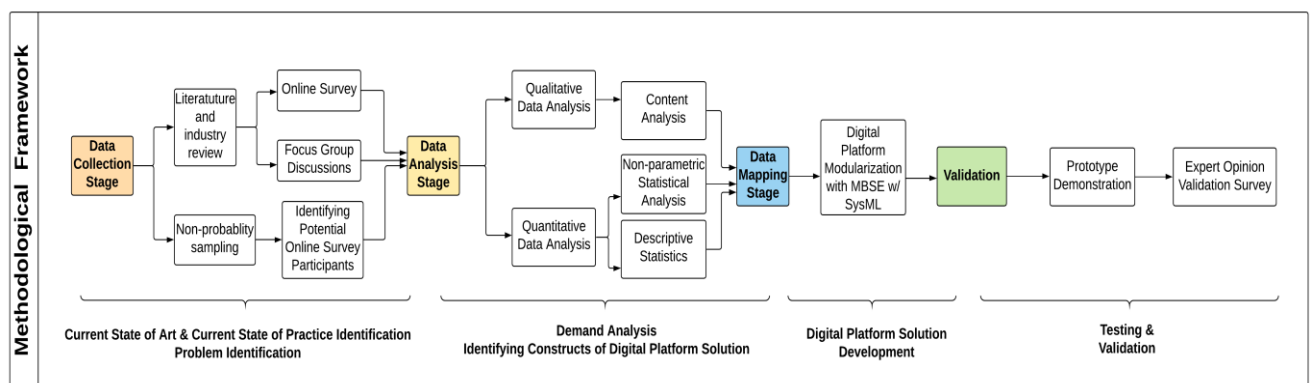 Methodological Framework
Data
Collection
Stage
Literatuture
and
industry
review
Non-probablity
sampling
Online Survey
Focus Group
Discussions
Identifying
Potential
Online Survey
Participants
Data
Analysis
Stage
Qualitative
Data Analysis
Quantitative
Data Analysis
Content
Analysis
Non-parametric
Statistical
Analysis
Descriptive
Statistics
Data
Mapping
Stage
Digital
Platform
Modularization
with MBSE w/
SysML
Validation
Prototype
Demonstration
Expert Opinion
Validation Survey
Current State of Art & Current State of Practice Identification
Problem Identification
Demand Analysis
Identifying Constructs of Digital Platform Solution
Digital Platform Solution
Development
Testing &
Validation